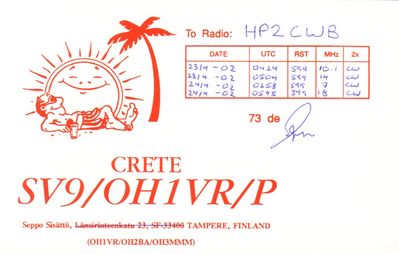 To Radio: HP2CWB
DATE UTC RST MHz 2x
23/4-02 0424 599 10.1 CW
23/4-02 0504 599 14 CW
24/4-02 0258 599 7 CW
24/4-02 0548 599 18 CW
73 de
CRETE
SV9/OH1VR/P
Seppo Sisättö, Länsirinteenkatu 23, SF-33400 TAMPERE, FINLAND
(OH1VR/OH2BA/OH3MMM)